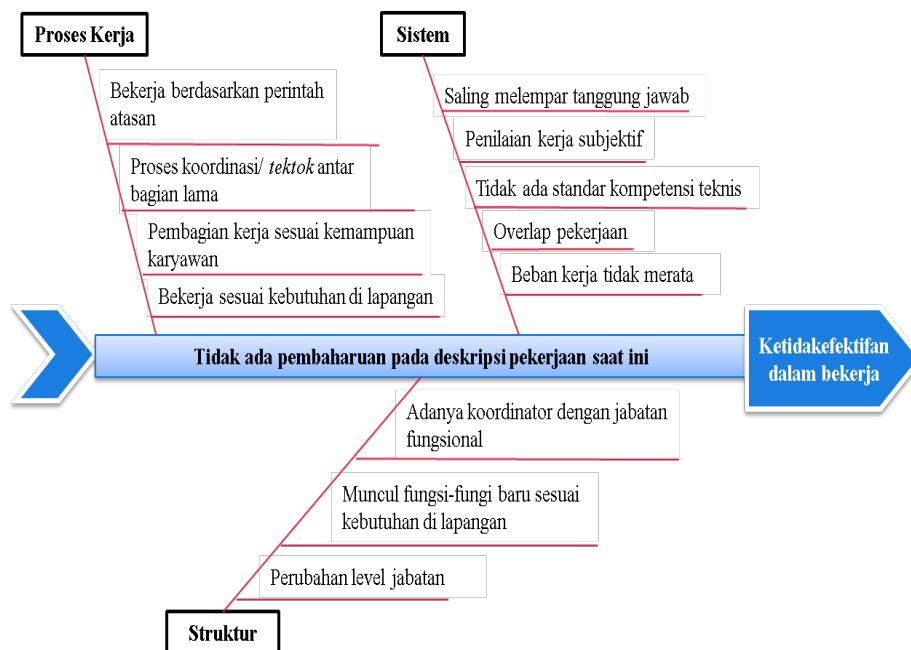 Proses Kerja
Bekerja berdasarkan perintah
atasan
Proses koordinasi/ tektok antar
bagian lama
Pembagian kerja sesuai kemampuan
karyawan
Bekerja sesuai kebutuhan di lapangan
Sistem
Saling melempar tanggung jawab
Penilaian kerja subjektif
Tidak ada standar kompetensi teknis
Overlap pekerjaan
Beban kerja tidak merata
Tidak ada pembaharuan pada deskripsi pekerjaan saat ini
Ketidakefektifan
dalam bekerja
Adanya koordinator dengan jabatan
fungsional
Muncul fungsi-fungi baru sesuai
kebutuhan di lapangan
Perubahan level jabatan
Struktur